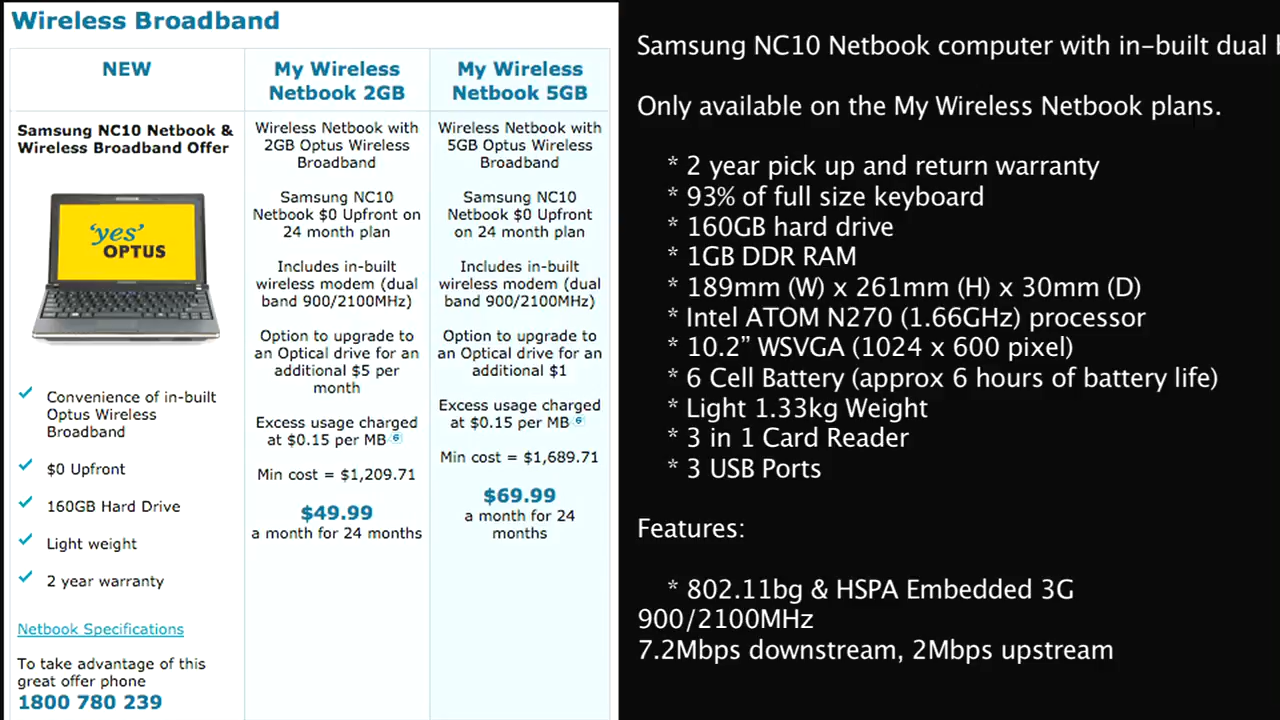 Wireless Broadband
NEW
Samsung NC10 Netbook &
Wireless Broadband Offer
'yes'
OPTUS
Convenience of in-built
Optus Wireless
Broadband
$0 Upfront
160GB Hard Drive
Light weight
2 year warranty
Netbook Specifications
To take advantage of this
great offer phone
1800 780 239
My Wireless
Netbook 2GB
Wireless Netbook with
2GB Optus Wireless
Broadband
Samsung NC10
Netbook $0 Upfront on
24 month plan
Includes in-built
wireless modem (dual
band 900/2100MHz)
Option to upgrade to
an Optical drive for an
additional $5 per
month
Excess usage charged
at $0.15 per MB 6
Min cost = $1,209.71
$49.99
a month for 24 months
My Wireless
Netbook 5GB
Wireless Netbook with
5GB Optus Wireless
Broadband
Samsung NC10
Netbook $0 Upfront
on 24 month plan
Includes in-built
wireless modem (dual
band 900/2100MHz)
Option to upgrade to
an Optical drive for an
additional $1
Excess usage charged
at $0.15 per MB 6
Min cost = $1,689.71
$69.99
a month for 24
months
Samsung NC10 Netbook computer with in-built dual
Only available on the My Wireless Netbook plans.
* 2 year pick up and return warranty
* 93% of full size keyboard
* 160GB hard drive
* 1GB DDR RAM
* 189mm (W) x 261mm (H) x 30mm (D)
* Intel ATOM N270 (1.66GHz) processor
* 10.2” WSVGA (1024 x 600 pixel)
* 6 Cell Battery (approx 6 hours of battery life)
* Light 1.33kg Weight
* 3 in 1 Card Reader
* 3 USB Ports
Features:
* 802.11bg & HSPA Embedded 3G
900/2100MHz
7.2Mbps downstream, 2Mbps upstream